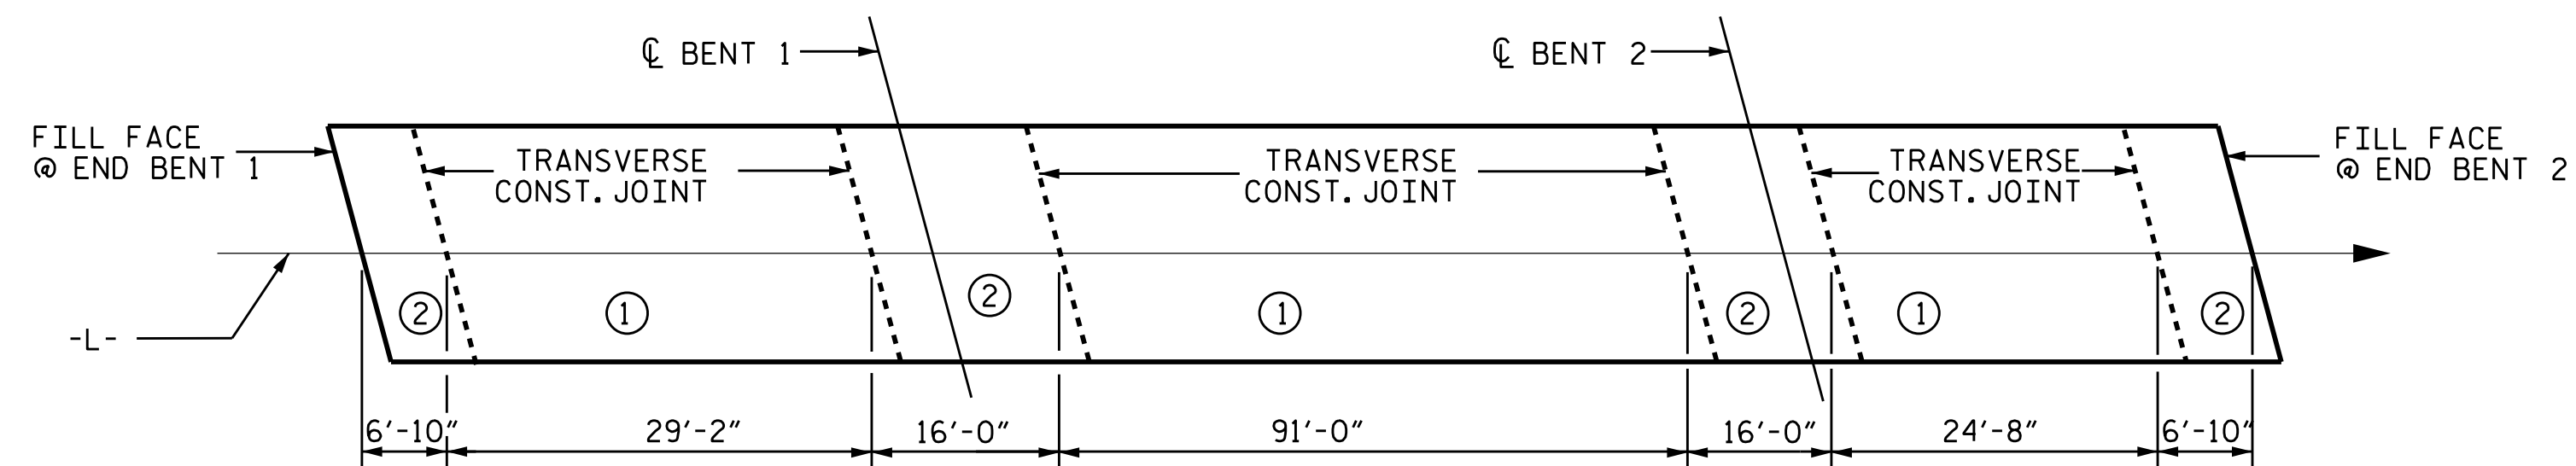 ℄ BENT 1
℄ BENT 2
FILL FACE
@ END BENT 1
TRANSVERSE
CONST. JOINT
TRANSVERSE
CONST. JOINT
TRANSVERSE
CONST. JOINT
FILL FACE
@ END BENT 2
-L-
2
1
2
1
2
1
2
6'-10"
29'-2"
16'-0"
91'-0"
16'-0"
24'-8"
6'-10"